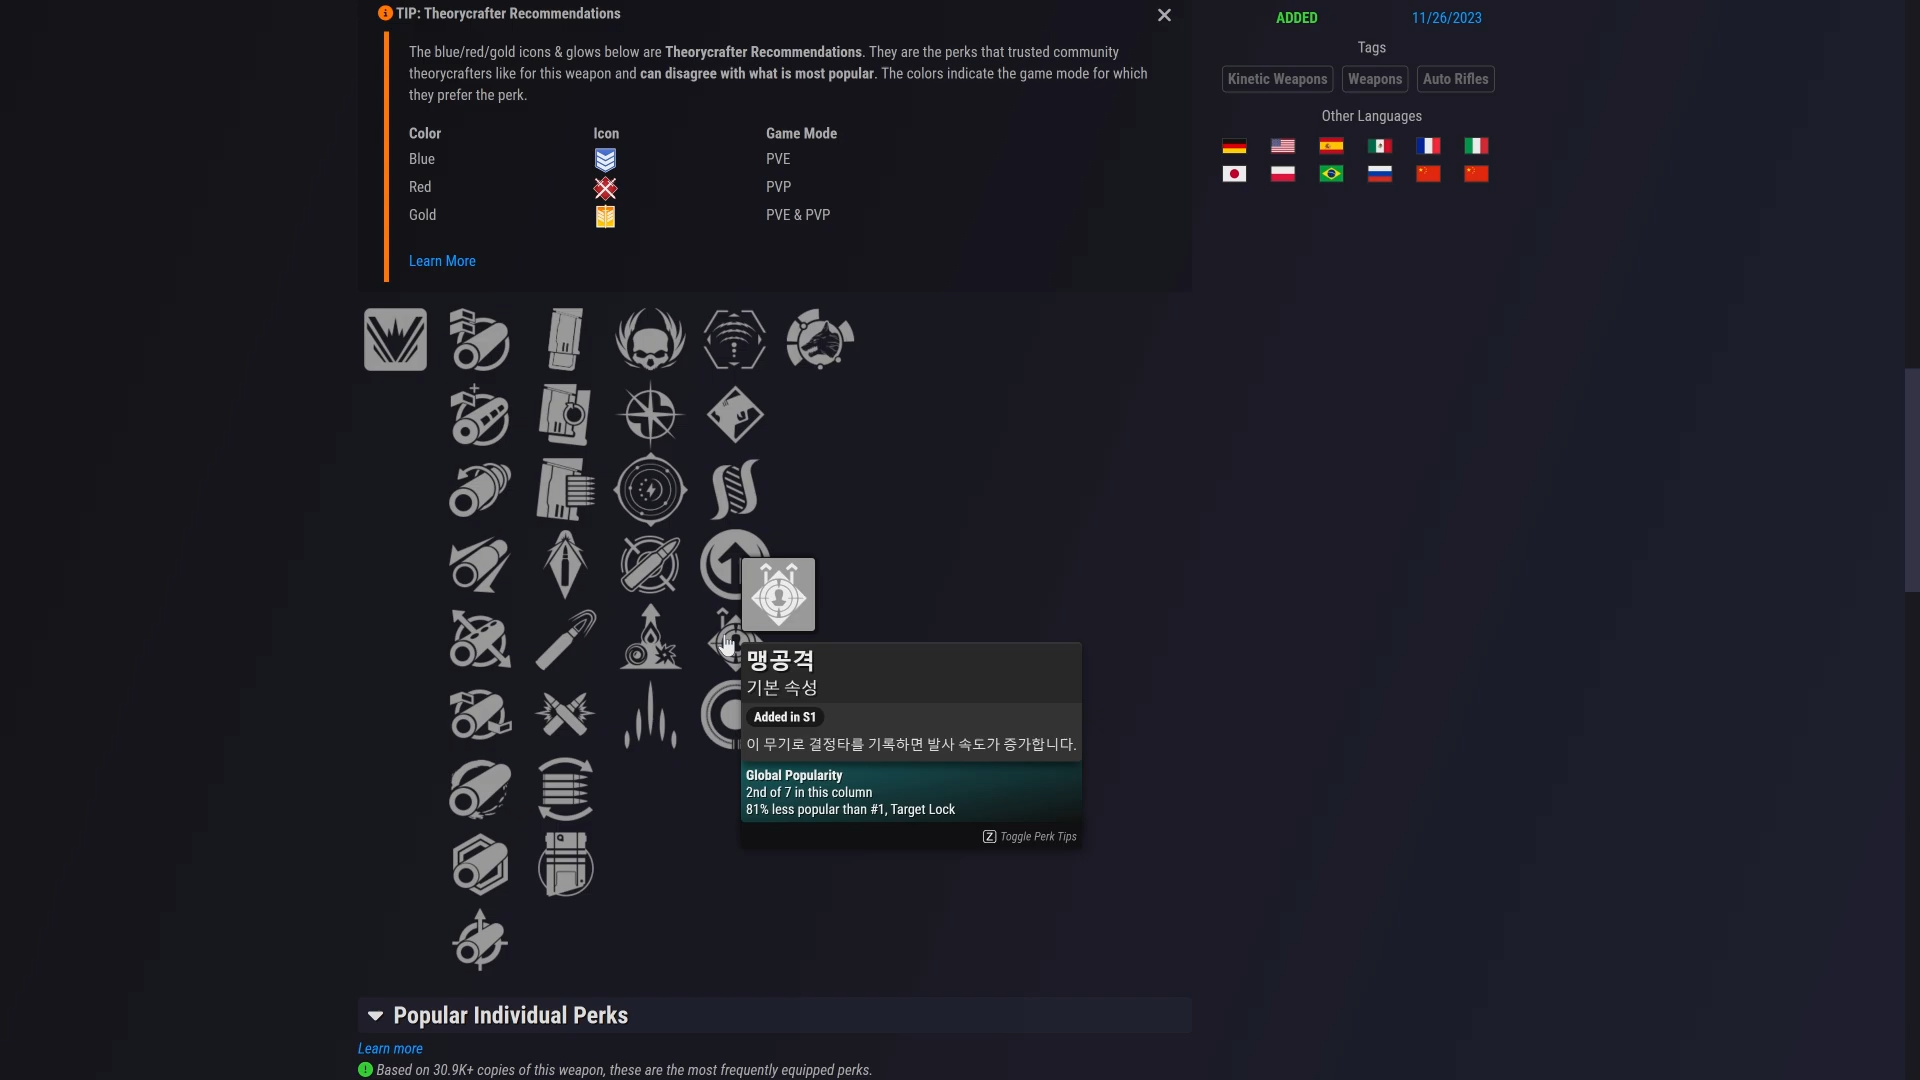 TIP: Theorycrafter Recommendations
The blue/red/gold icons & glows below are Theorycrafter Recommendations. They are the perks that trusted community
theorycrafters like for this weapon and can disagree with what is most popular. The colors indicate the game mode for which
they prefer the perk.
Color Icon Game Mode
Blue PVE
Red PVP
Gold PVE & PVP
Learn More
ADDED 11/26/2023
Tags
Kinetic Weapons Weapons Auto Rifles
Other Languages
맹공격
기본 속성
Added in S1
이 무기로 결정타를 기록하면 발사 속도가 증가합니다.
Global Popularity
2nd of 7 in this column
81% less popular than #1, Target Lock
Z Toggle Perk Tips
Popular Individual Perks
Learn more
Based on 30.9K+ copies of this weapon, these are the most frequently equipped perks.